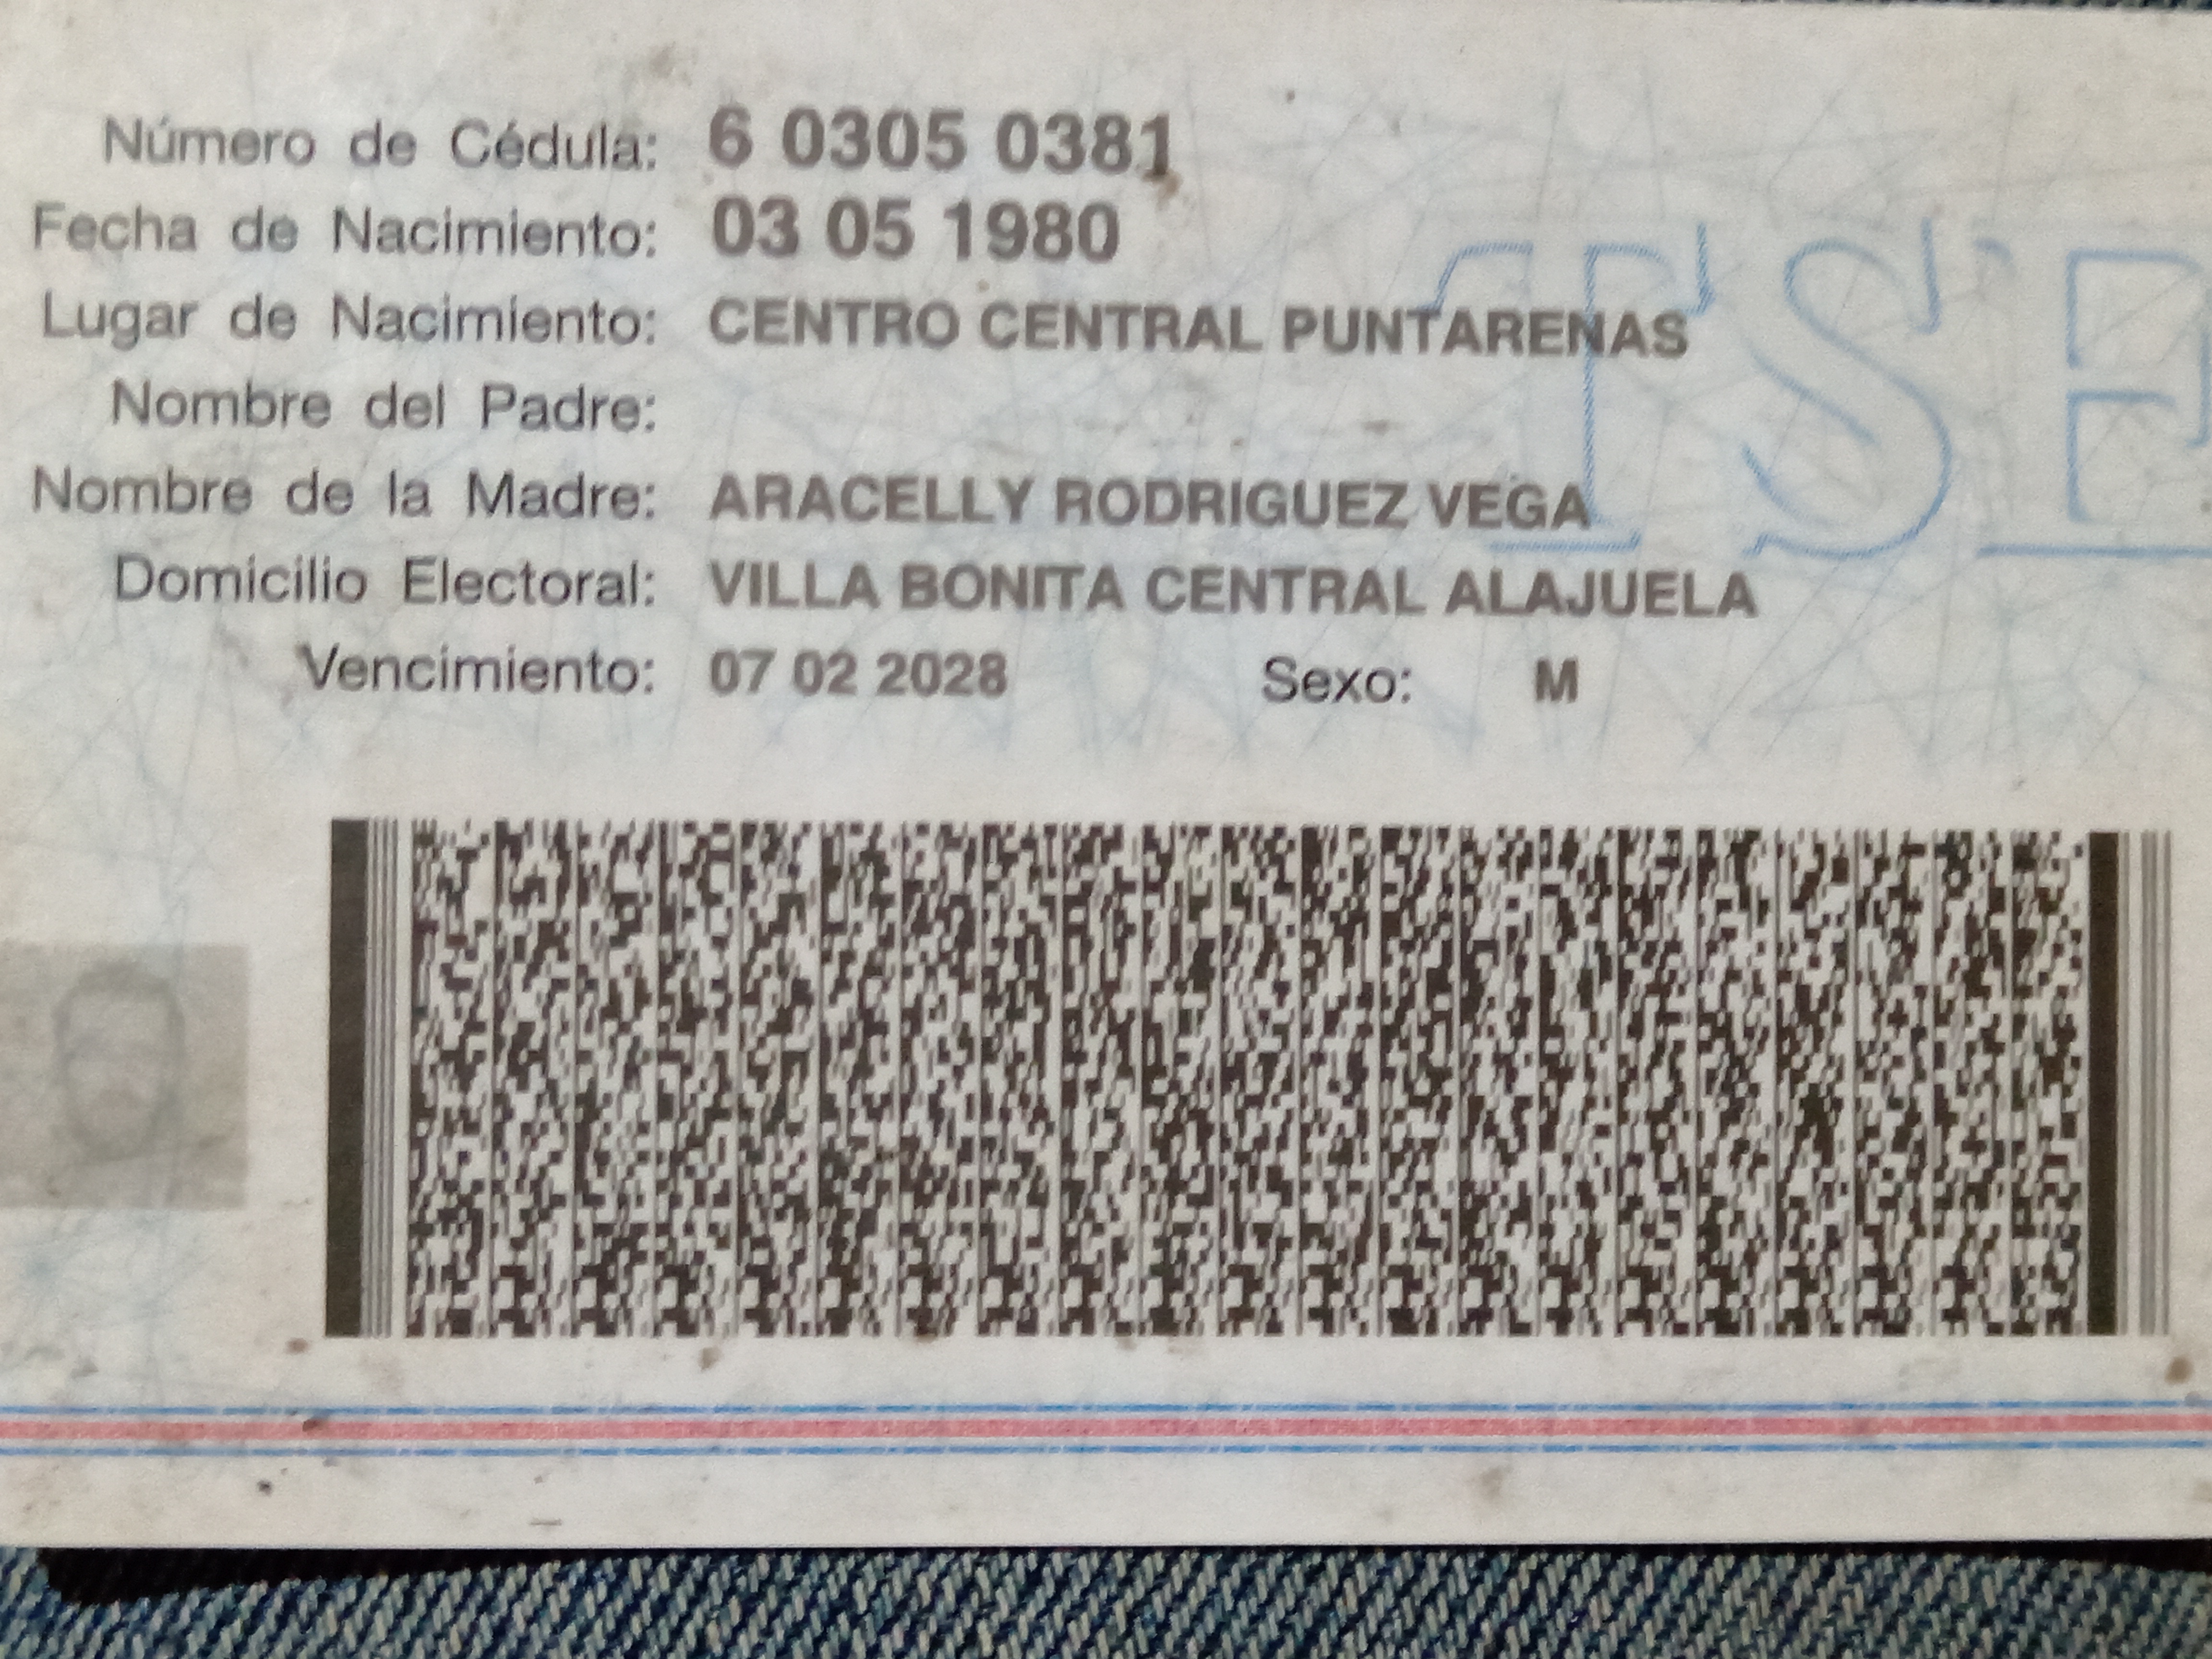 Número de Cédula: 6 0305 0381
Fecha de Nacimiento: 03 05 1980
Lugar de Nacimiento: CENTRO CENTRAL PUNTARENAS
Nombre del Padre:
Nombre de la Madre: ARACELLY RODRIGUEZ VEGA
Domicilio Electoral: VILLA BONITA CENTRAL ALAJUELA
Vencimiento: 07 02 2028 Sexo: M
TSE